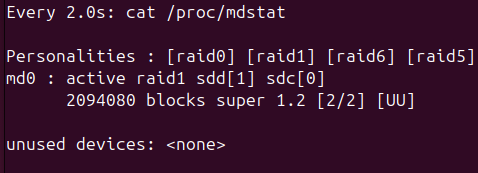 Every 2.0s: cat /proc/mdstat
Personalities : [raid0] [raid1] [raid6] [raid5]
md0 : active raid1 sdd[1] sdc[0]
2094080 blocks super 1.2 [2/2] [UU]
unused devices: <none>